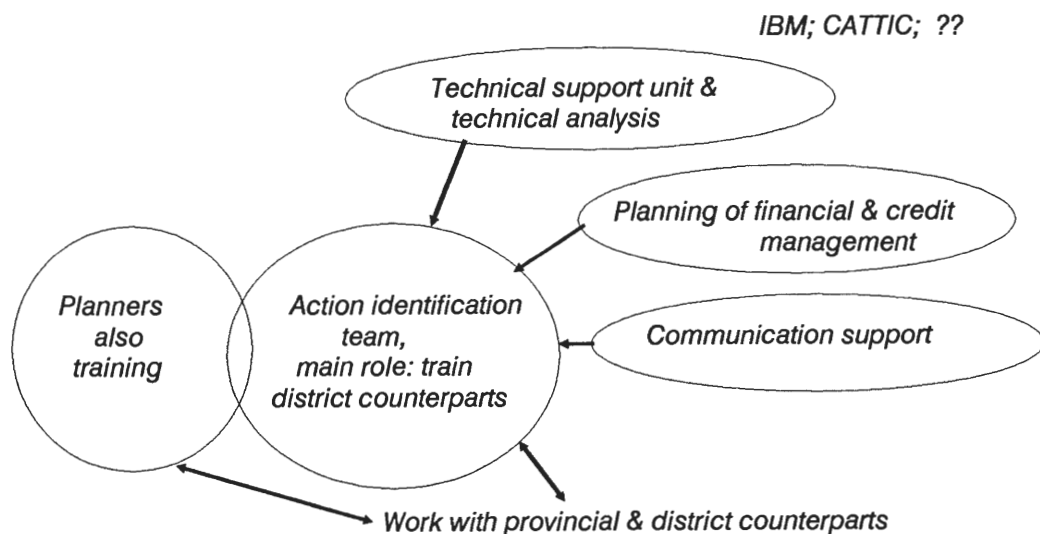 IBM; CATTIC; ??
Technical support unit &
technical analysis
Planning of financial & credit
management
Planners
also
training
Action identification
team,
main role: train
district counterparts
Communication support
Work with provincial & district counterparts